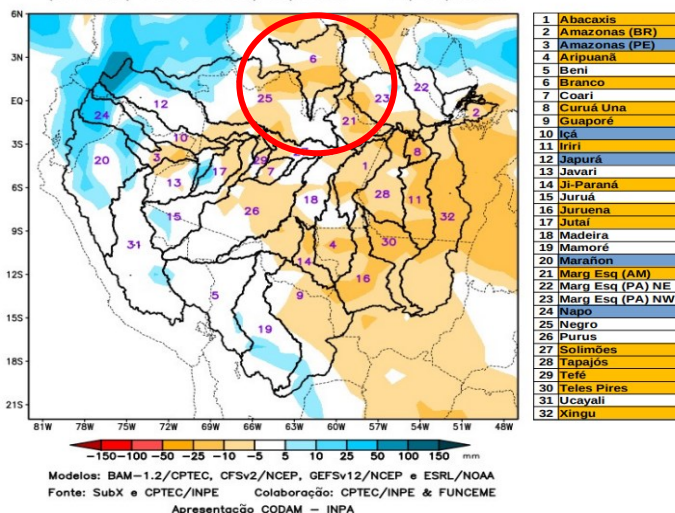 6N
3N
EQ
3S
6S
9S
12S
15S
18S
21S
6
25
23
22
12
24
21
2
10
20
3
29
7
1
8
17
13
18
28
11
15
26
32
31
4
30
14
16
5
9
19
81W 78W 75W 72W 69W 66W 63W 60W 57W 54W 51W 48W
-150 -100 -50 -25 -10 -5 5 10 25 50 100 150 mm
Modelos: BAM-1.2/CPTEC, CFSv2/NCEP, GEFSv12/NCEP e ESRL/NOAA
Fonte: SubX e CPTEC/INPE Colaboração: CPTEC/INPE & FUNCEME
Apresentação CODAM - INPA
1 Abacaxis
2 Amazonas (BR)
3 Amazonas (PE)
4 Aripuanã
5 Beni
6 Branco
7 Coari
8 Curuá Una
9 Guaporé
10 Içá
11 Iriri
12 Japurá
13 Javari
14 Ji-Paraná
15 Juruá
16 Juruena
17 Jutaí
18 Madeira
19 Mamoré
20 Marañon
21 Marg Esq (AM)
22 Marg Esq (PA) NE
23 Marg Esq (PA) NW
24 Napo
25 Negro
26 Purus
27 Solimões
28 Tapajós
29 Tefé
30 Teles Pires
31 Ucayali
32 Xingu